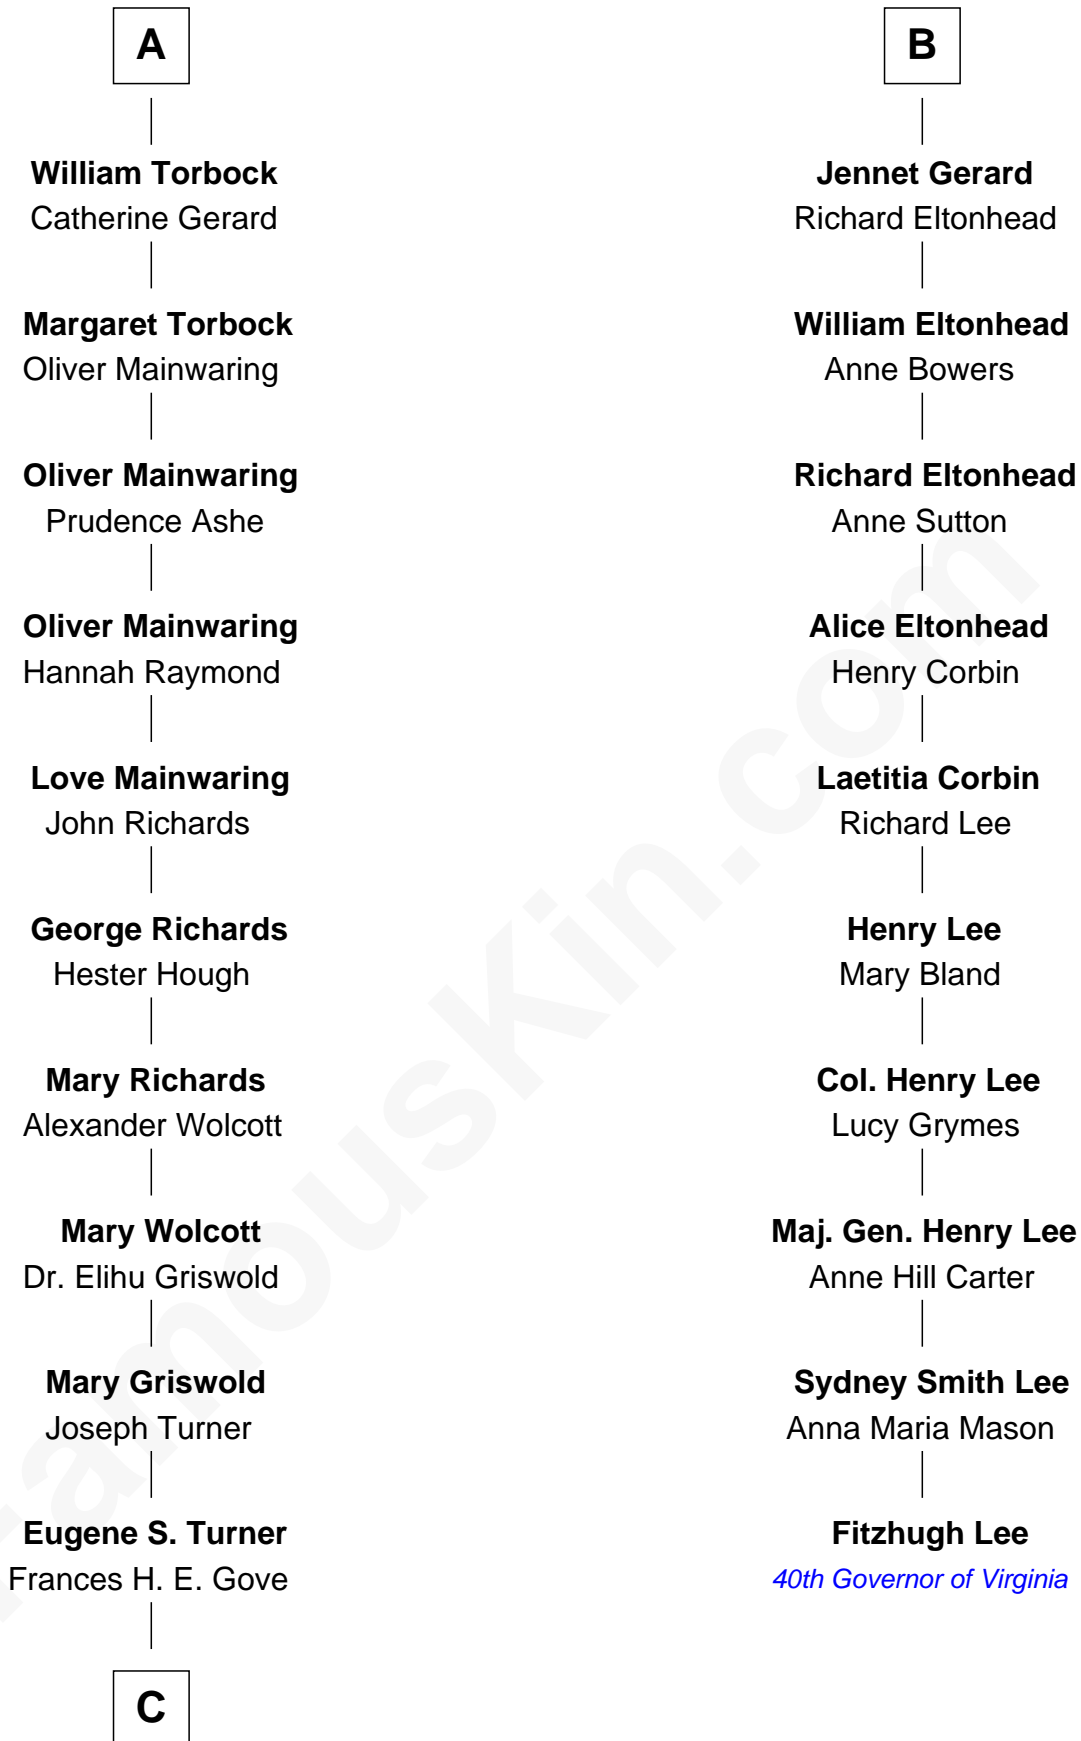 A
William Torbock
Catherine Gerard
Margaret Torbock
Oliver Mainwaring
Oliver Mainwaring
Prudence Ashe
Oliver Mainwaring
Hannah Raymond
Love Mainwaring
John Richards
George Richards
Hester Hough
Mary Richards
Alexander Wolcott
Mary Wolcott
Dr. Elihu Griswold
Mary Griswold
Joseph Turner
Eugene S. Turner
Frances H. E. Gove
C
B
Jennet Gerard
Richard Eltonhead
William Eltonhead
Anne Bowers
Richard Eltonhead
Anne Sutton
Alice Eltonhead
Henry Corbin
Laetitia Corbin
Richard Lee
Henry Lee
Mary Bland
Col. Henry Lee
Lucy Grymes
Maj. Gen. Henry Lee
Anne Hill Carter
Sydney Smith Lee
Anna Maria Mason
Fitzhugh Lee
40th Governor of Virginia
FamousKin.com